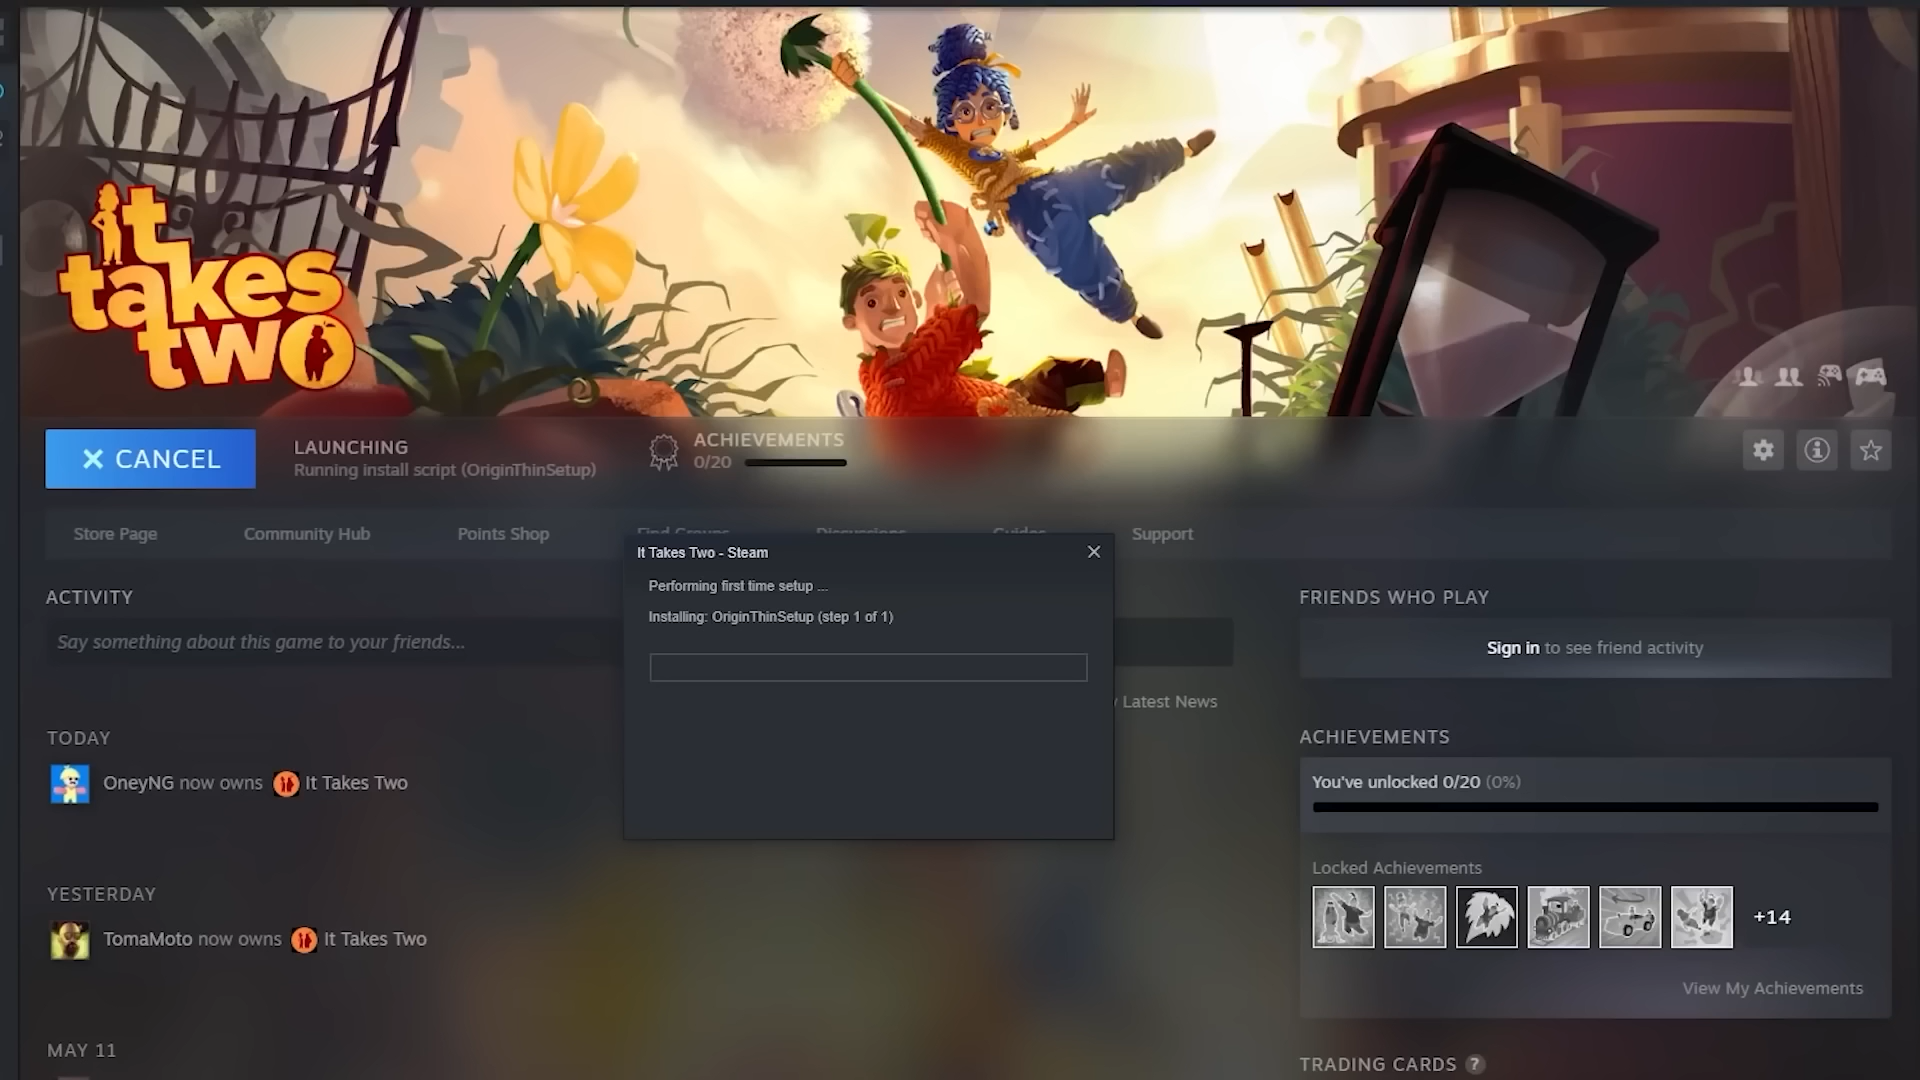 it
takes
two
CANCEL
LAUNCHING
Running install script (OriginThinSetup)
ACHIEVEMENTS
0/20
Store Page
Community Hub
Points Shop
Find Groups
Discussions
Guides
Support
It Takes Two - Steam
Performing first time setup ...
Installing: OriginThinSetup (step 1 of 1)
ACTIVITY
Say something about this game to your friends...
Latest News
TODAY
OneyNG now owns It Takes Two
YESTERDAY
TomaMoto now owns It Takes Two
MAY 11
FRIENDS WHO PLAY
Sign in to see friend activity
ACHIEVEMENTS
You've unlocked 0/20 (0%)
Locked Achievements
+14
View My Achievements
TRADING CARDS ?